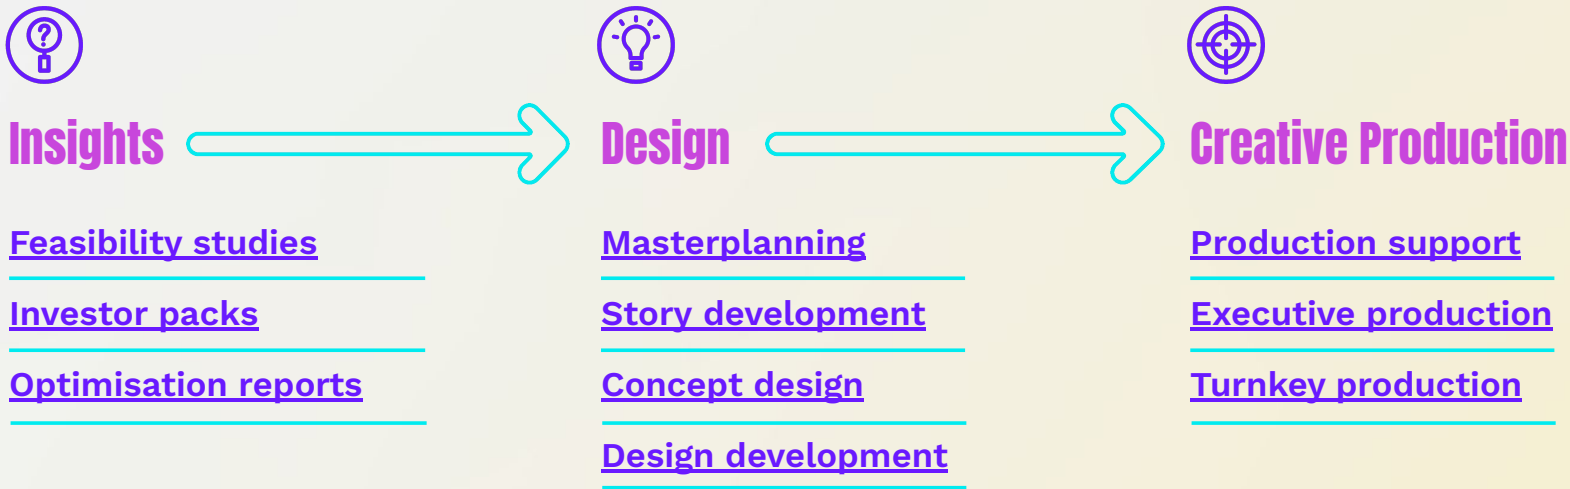 Insights
Feasibility studies
Investor packs
Optimisation reports
Design
Masterplanning
Story development
Concept design
Design development
Creative Production
Production support
Executive production
Turnkey production